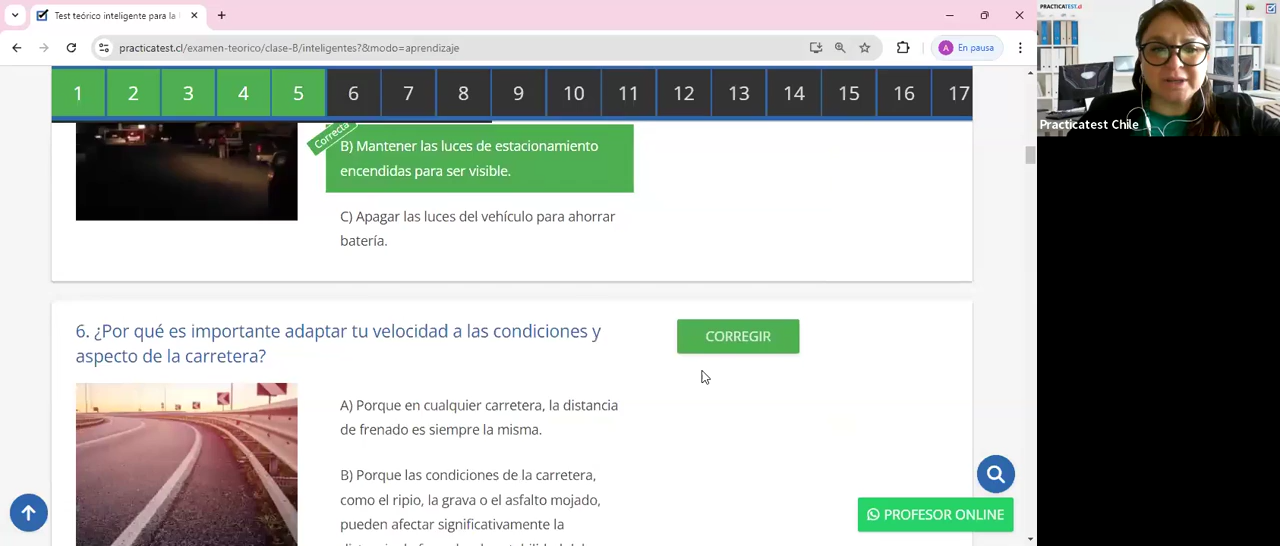 Test teórico inteligente para la
practicatest.cl/examen-teorico/clase-B/inteligentes?&modo=aprendizaje
A En pausa
1 2 3 4 5 6 7 8 9 10 11 12 13 14 15 16 17
PRACTICATEST.cl
Practicatest Chile
Correcta
B) Mantener las luces de estacionamiento
encendidas para ser visible.
C) Apagar las luces del vehículo para ahorrar
batería.
6. ¿Por qué es importante adaptar tu velocidad a las condiciones y
aspecto de la carretera?
CORREGIR
A) Porque en cualquier carretera, la distancia
de frenado es siempre la misma.
B) Porque las condiciones de la carretera,
como el ripio, la grava o el asfalto mojado,
pueden afectar significativamente la
PROFESOR ONLINE